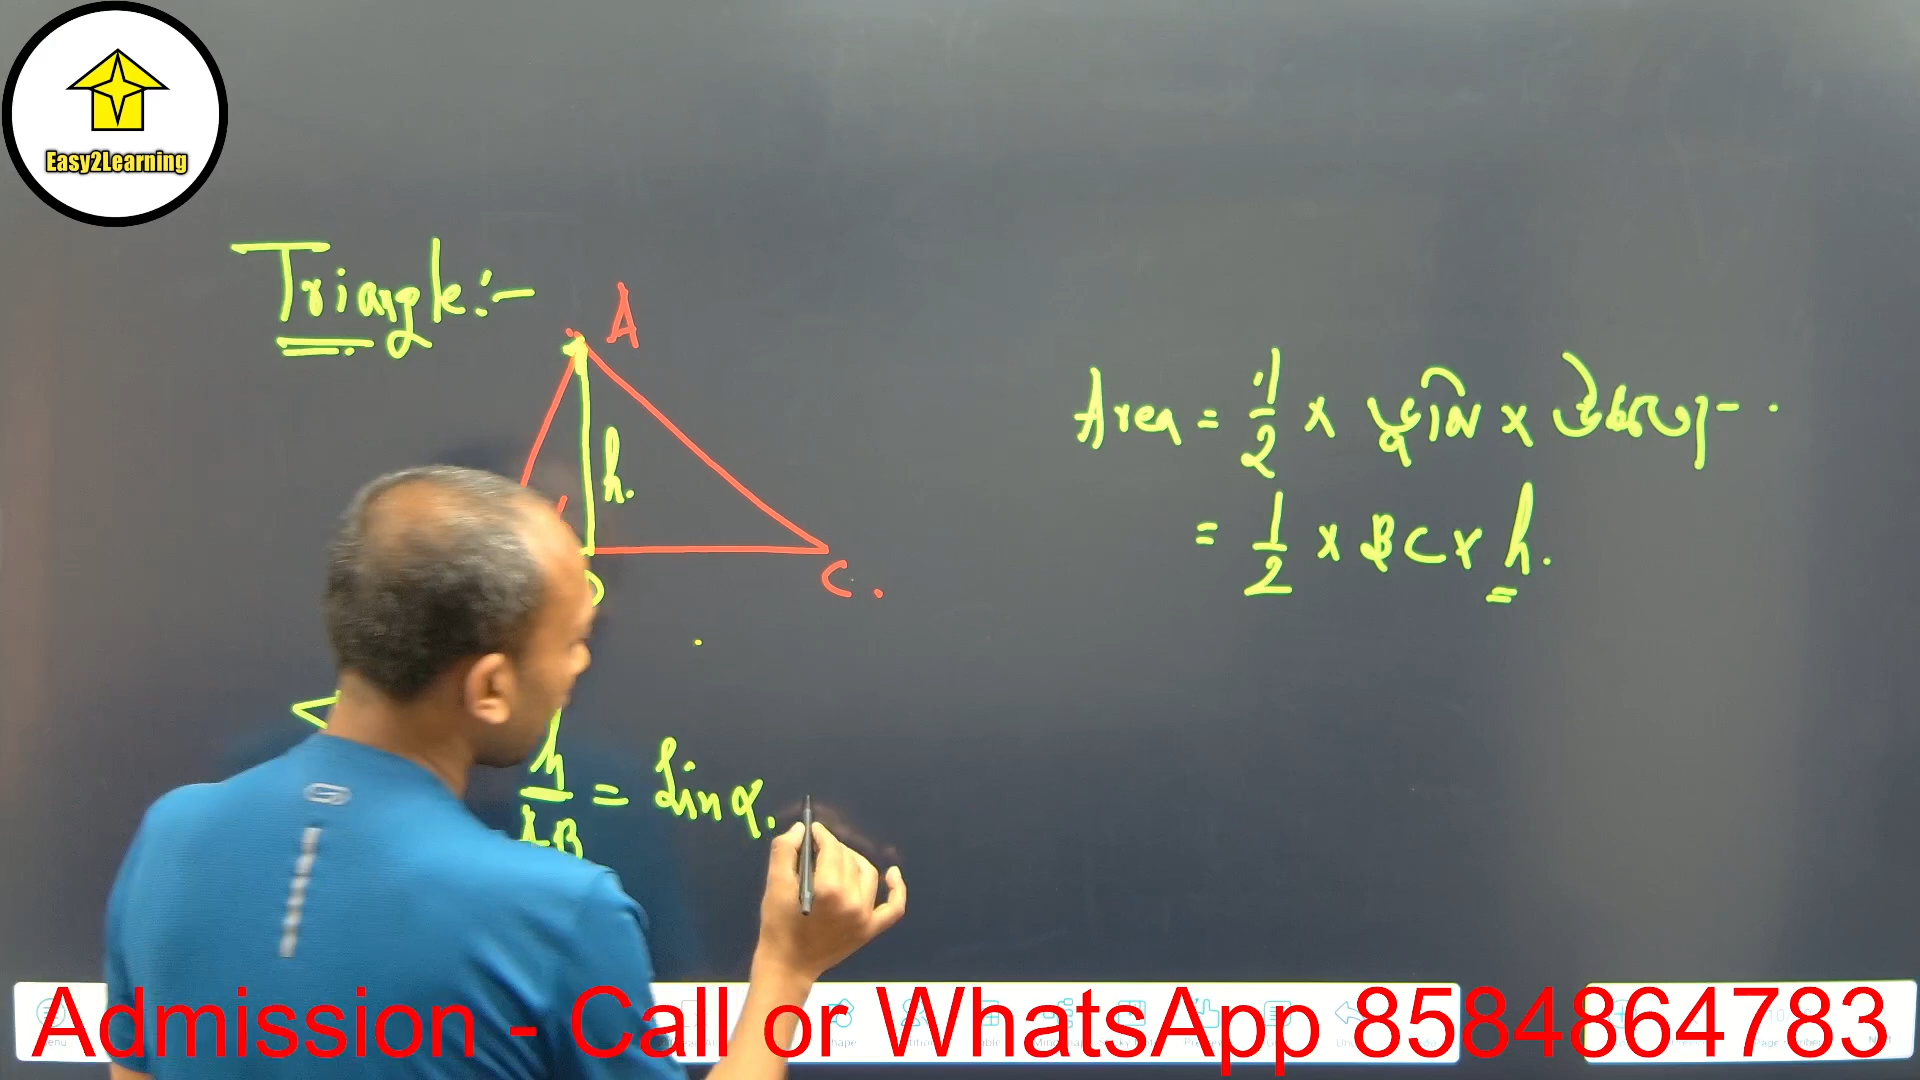 Easy2Learning
Triangle:-
A
h.
C.
Area = 1/2 × ভূমি × উচ্চতা
= 1/2 × BC × h.
h/AB = Sin α.
Admission - Call or WhatsApp 8584864783